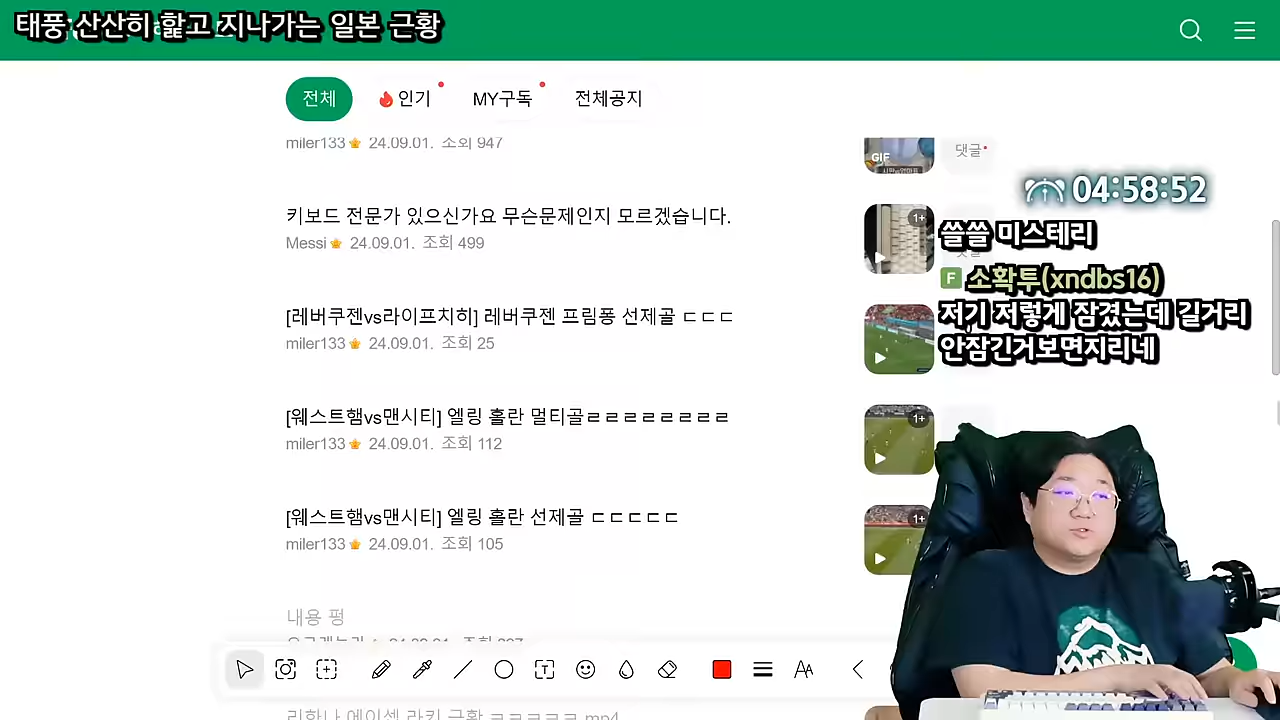 태풍 산산히 핥고 지나가는 일본 근황
전체
인기
MY구독
전체공지
miler133 24.09.01. 조회 947
GIF
댓글
04:58:52
키보드 전문가 있으신가요 무슨문제인지 모르겠습니다.
Messi 24.09.01. 조회 499
1+
쓸쓸 미스테리
F 소확투(xndbs16)
저기 저렇게 잠겼는데 길거리
안잠긴거보면지리네
[레버쿠젠vs라이프치히] 레버쿠젠 프림퐁 선제골 ㄷㄷㄷ
miler133 24.09.01. 조회 25
[웨스트햄vs맨시티] 엘링 홀란 멀티골ㄹㄹㄹㄹㄹㄹㄹㄹ
miler133 24.09.01. 조회 112
1+
[웨스트햄vs맨시티] 엘링 홀란 선제골 ㄷㄷㄷㄷㄷ
miler133 24.09.01. 조회 105
1+
내용 펑